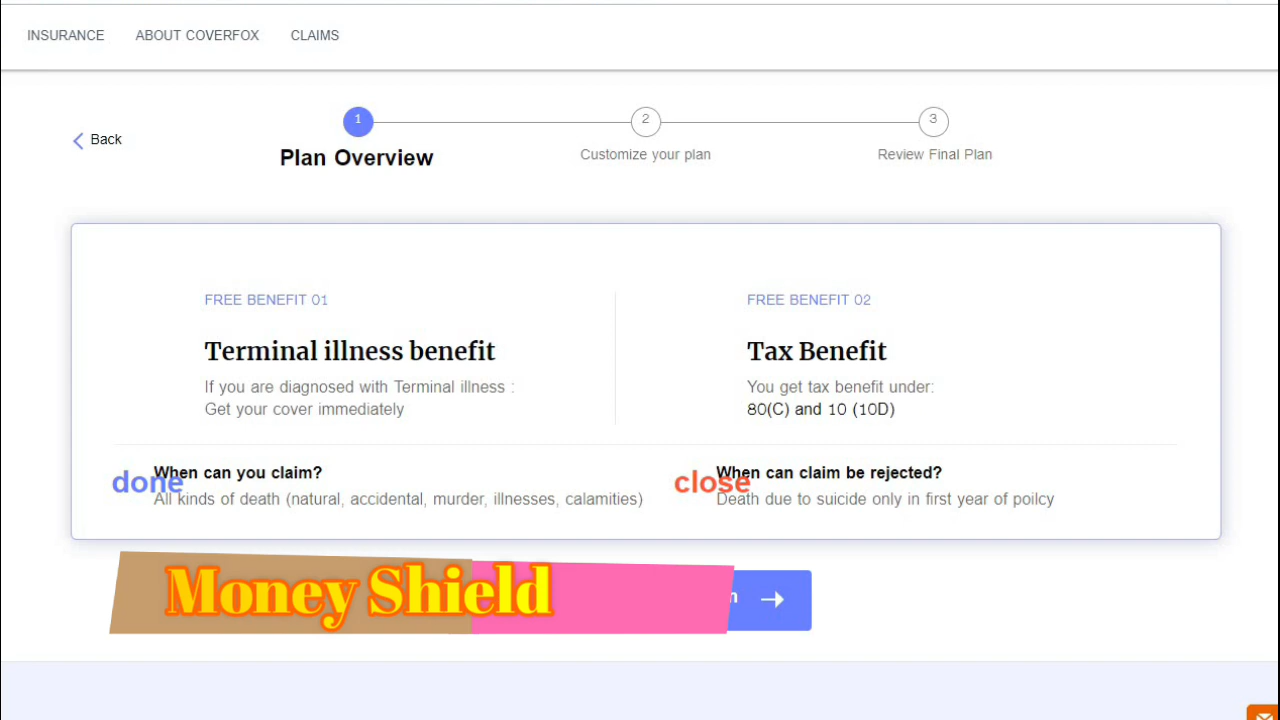 INSURANCE ABOUT COVERFOX CLAIMS
Back
1 2 3
Plan Overview Customize your plan Review Final Plan
FREE BENEFIT 01
Terminal illness benefit
If you are diagnosed with Terminal illness :
Get your cover immediately
FREE BENEFIT 02
Tax Benefit
You get tax benefit under:
80(C) and 10 (10D)
done
When can you claim?
All kinds of death (natural, accidental, murder, illnesses, calamities)
close
When can claim be rejected?
Death due to suicide only in first year of poilcy
Money Shield